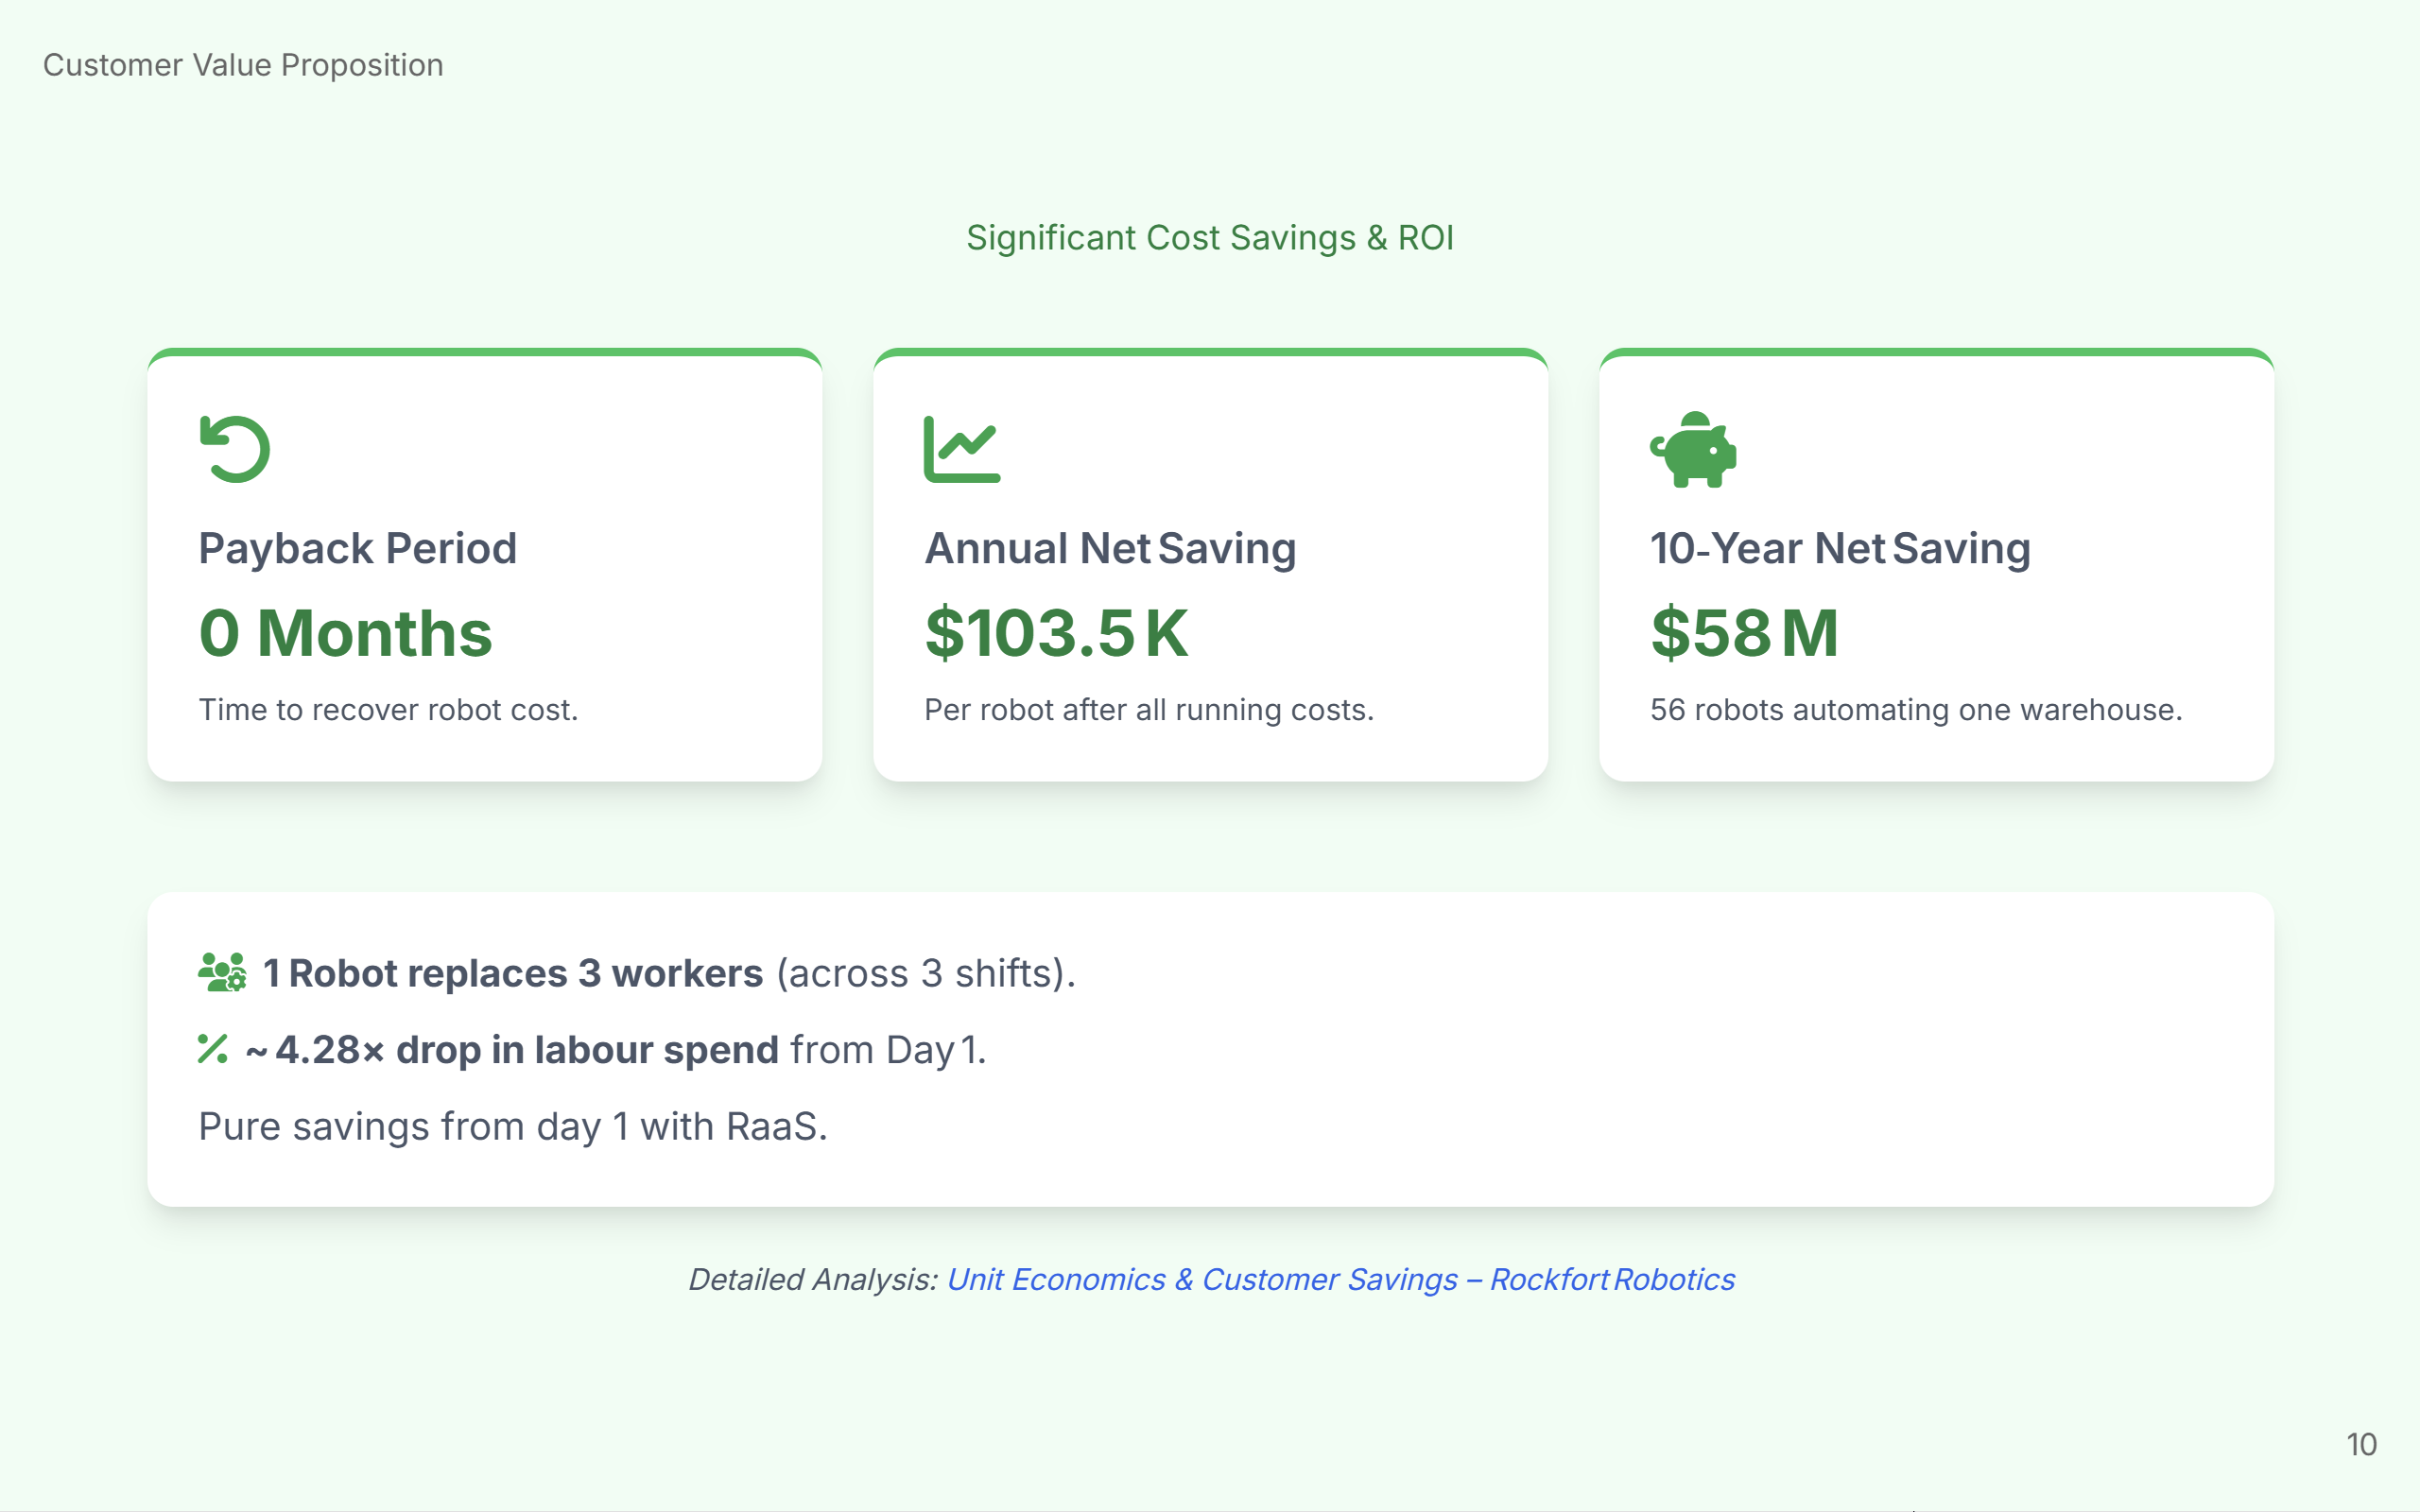 Customer Value Proposition
Significant Cost Savings & ROI
Payback Period
0 Months
Time to recover robot cost.
Annual Net Saving
$103.5 K
Per robot after all running costs.
10-Year Net Saving
$58 M
56 robots automating one warehouse.
1 Robot replaces 3 workers (across 3 shifts).
~ 4.28× drop in labour spend from Day 1.
Pure savings from day 1 with RaaS.
Detailed Analysis: Unit Economics & Customer Savings – Rockfort Robotics
10